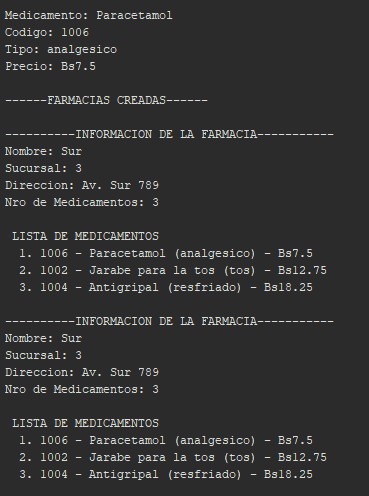 Medicamento: Paracetamol
Codigo: 1006
Tipo: analgesico
Precio: Bs7.5
------FARMACIAS CREADAS------
----------INFORMACION DE LA FARMACIA-----------
Nombre: Sur
Sucursal: 3
Direccion: Av. Sur 789
Nro de Medicamentos: 3
LISTA DE MEDICAMENTOS
1. 1006 - Paracetamol (analgesico) - Bs7.5
2. 1002 - Jarabe para la tos (tos) - Bs12.75
3. 1004 - Antigripal (resfriado) - Bs18.25
----------INFORMACION DE LA FARMACIA-----------
Nombre: Sur
Sucursal: 3
Direccion: Av. Sur 789
Nro de Medicamentos: 3
LISTA DE MEDICAMENTOS
1. 1006 - Paracetamol (analgesico) - Bs7.5
2. 1002 - Jarabe para la tos (tos) - Bs12.75
3. 1004 - Antigripal (resfriado) - Bs18.25